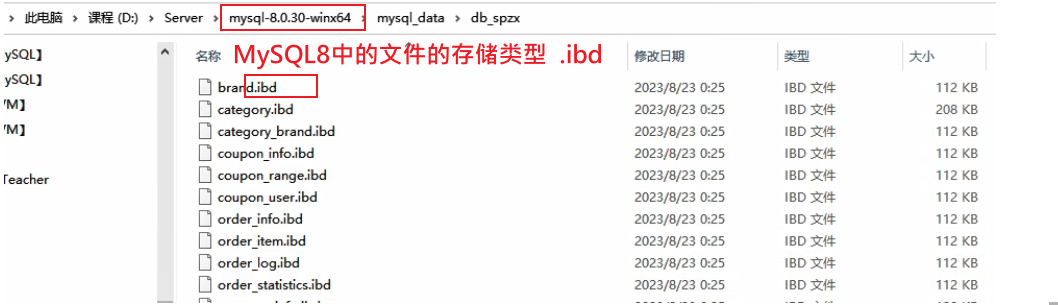 此电脑 > 课程 (D:) > Server > mysql-8.0.30-winx64 > mysql_data > db_spzx
ySQL】
ySQL】
VM】
VM】
Teacher
名称 MySQL8中的文件的存储类型 .ibd 修改日期 类型 大小
brand.ibd 2023/8/23 0:25 IBD 文件 112 KB
category.ibd 2023/8/23 0:25 IBD 文件 208 KB
category_brand.ibd 2023/8/23 0:25 IBD 文件 112 KB
coupon_info.ibd 2023/8/23 0:25 IBD 文件 112 KB
coupon_range.ibd 2023/8/23 0:25 IBD 文件 112 KB
coupon_user.ibd 2023/8/23 0:25 IBD 文件 112 KB
order_info.ibd 2023/8/23 0:25 IBD 文件 112 KB
order_item.ibd 2023/8/23 0:25 IBD 文件 112 KB
order_log.ibd 2023/8/23 0:25 IBD 文件 112 KB
order_statistics.ibd 2023/8/23 0:25 IBD 文件 112 KB